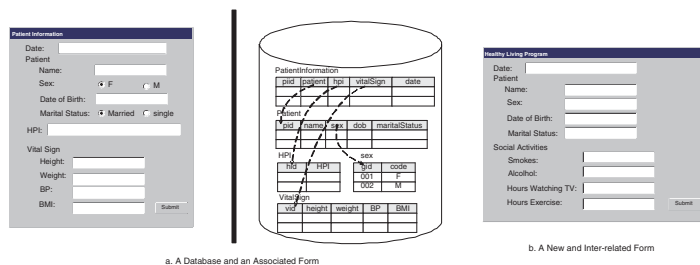 Patient Information
Date:
Patient
Name:
Sex: F M
Date of Birth:
Marital Status: Married single
HPI:
Vital Sign
Height:
Weight:
BP:
BMI:
Submit
PatientInformation
piid patient hpi vitalSign date
Patient
pid name sex dob maritalStatus
HPI sex
hid HPI gid code
001 F
002 M
VitalSign
vid height weight BP BMI
a. A Database and an Associated Form
Healthy Living Program
Date:
Patient
Name:
Sex:
Date of Birth:
Marital Status:
Social Activities
Smokes:
Alcolhol:
Hours Watching TV:
Hours Exercise:
Submit
b. A New and Inter-related Form